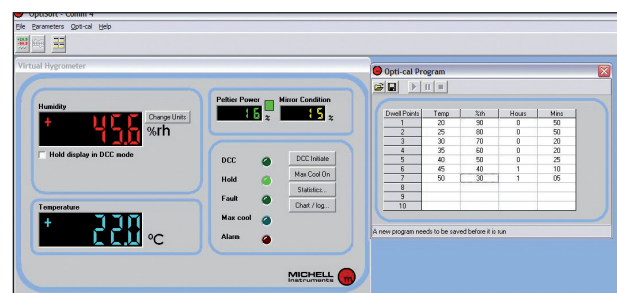 OptiSoft - Comm 4
File Parameters Opti-cal Help
Virtual Hygrometer
Humidity
+ 45.6 %rh
Change Units
Hold display in DCC mode
Peltier Power Mirror Condition
16 % 15 %
DCC DCC Initiate
Hold Max Cool On
Fault Statistics...
Max cool Chart / log...
Alarm
Temperature
+ 22.0 °C
MICHELL
Instruments
Opti-cal Program
Dwell Points Temp %rh Hours Mins
1 20 90 0 50
2 25 80 0 50
3 30 70 0 20
4 35 60 0 20
5 40 50 0 25
6 45 40 1 10
7 50 30 1 05
8
9
10
A new program needs to be saved before it is run